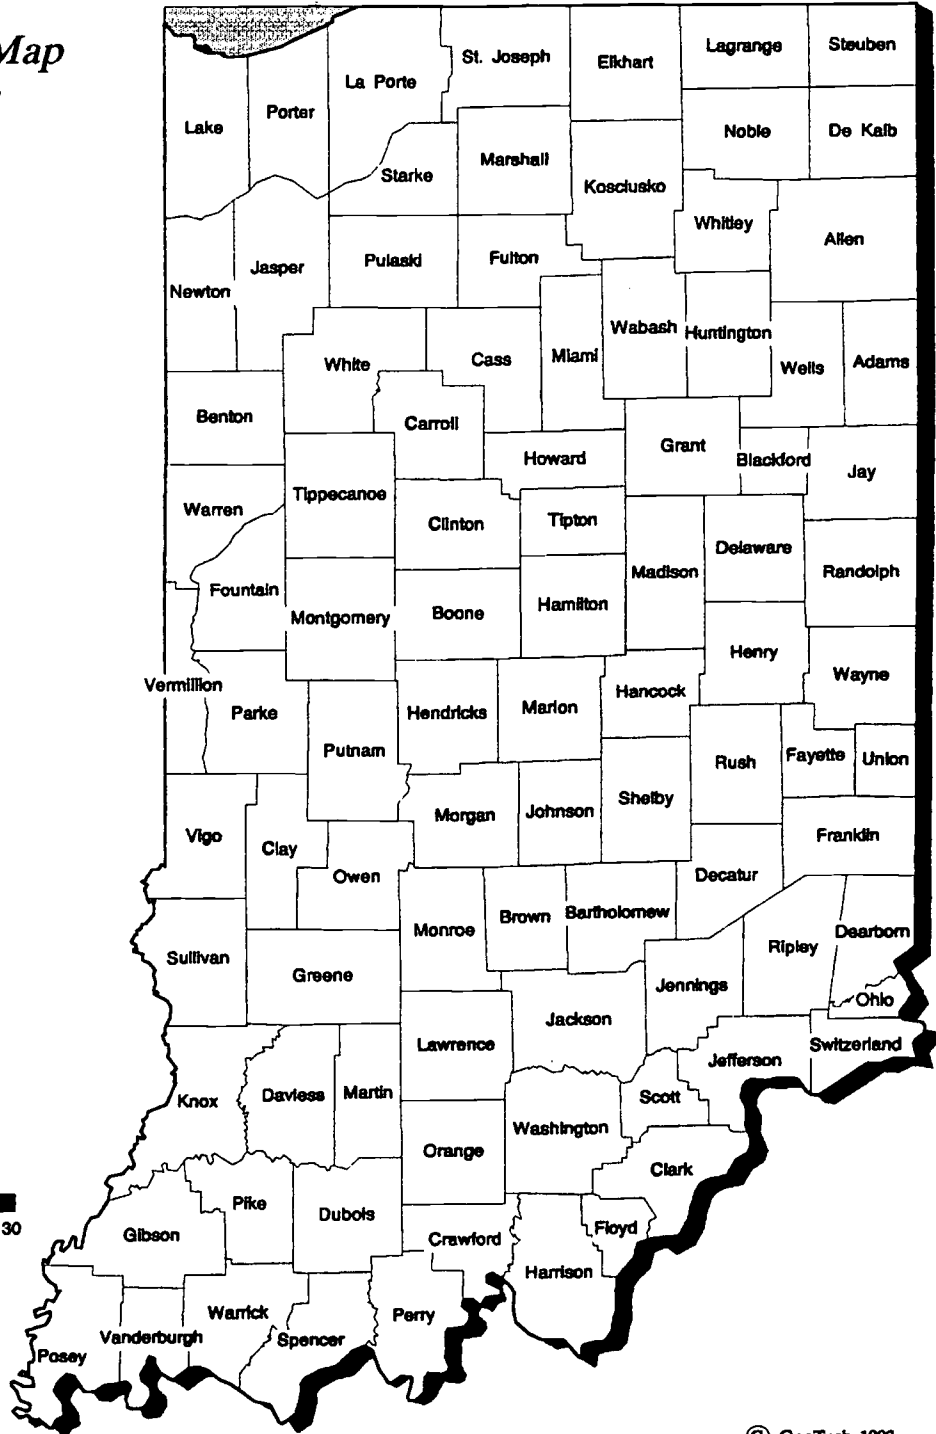 Map
St. Joseph
Elkhart
Lagrange
Steuben
La Porte
Porter
Lake
Noble
De Kalb
Marshall
Starke
Kosciusko
Whitley
Allen
Pulaski
Fulton
Jasper
Newton
Wabash
Huntington
White
Cass
Miami
Wells
Adams
Benton
Carroll
Grant
Howard
Blackford
Jay
Tippecanoe
Warren
Clinton
Tipton
Delaware
Madison
Randolph
Fountain
Hamilton
Boone
Montgomery
Henry
Wayne
Vermillion
Hancock
Parke
Hendricks
Marion
Putnam
Rush
Fayette
Union
Morgan
Johnson
Shelby
Vigo
Clay
Franklin
Owen
Decatur
Monroe
Brown
Bartholomew
Dearborn
Ripley
Sullivan
Greene
Jennings
Ohio
Jackson
Lawrence
Switzerland
Jefferson
Knox
Daviess
Martin
Scott
Washington
Orange
Clark
Pike
Dubois
30
Gibson
Crawford
Floyd
Harrison
Warrick
Perry
Vanderburgh
Spencer
Posey